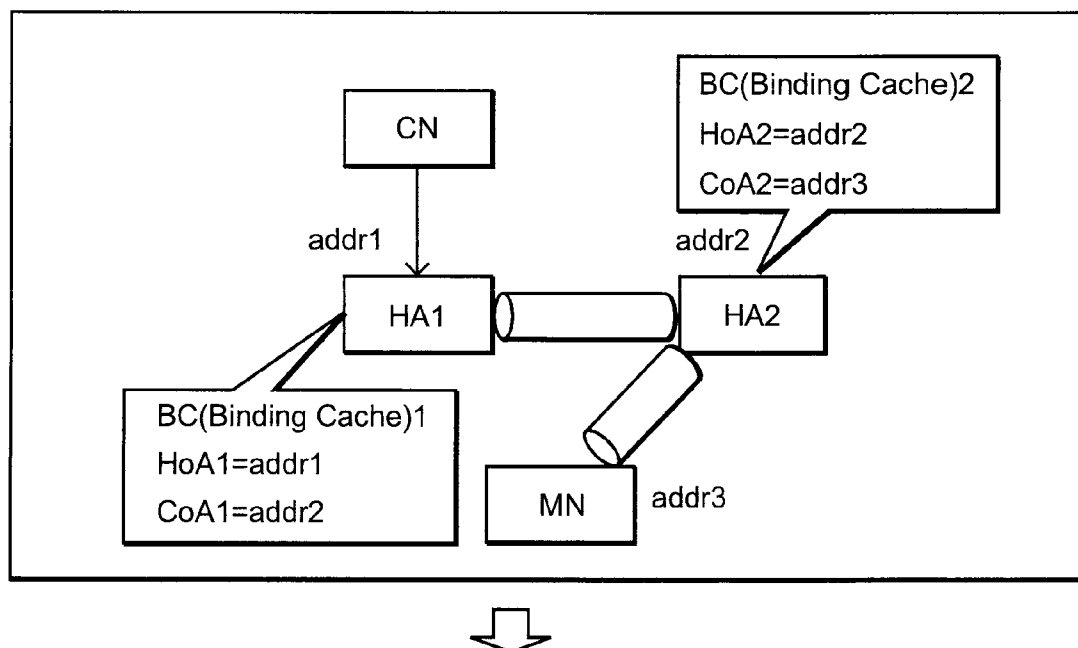 CN
BC(Binding Cache)2
HoA2=addr2
CoA2=addr3
addr1
addr2
HA1
HA2
BC(Binding Cache)1
HoA1=addr1
CoA1=addr2
MN
addr3